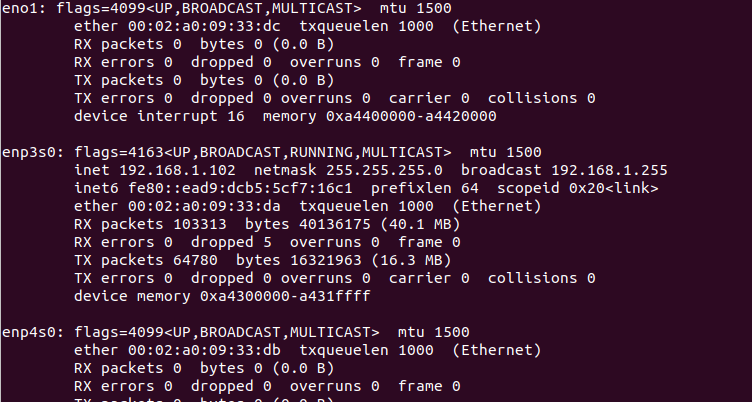 eno1: flags=4099<UP,BROADCAST,MULTICAST>  mtu 1500
        ether 00:02:a0:09:33:dc  txqueuelen 1000  (Ethernet)
        RX packets 0  bytes 0 (0.0 B)
        RX errors 0  dropped 0  overruns 0  frame 0
        TX packets 0  bytes 0 (0.0 B)
        TX errors 0  dropped 0 overruns 0  carrier 0  collisions 0
        device interrupt 16  memory 0xa4400000-a4420000
enp3s0: flags=4163<UP,BROADCAST,RUNNING,MULTICAST>  mtu 1500
        inet 192.168.1.102  netmask 255.255.255.0  broadcast 192.168.1.255
        inet6 fe80::ead9:dcb5:5cf7:16c1  prefixlen 64  scopeid 0x20<link>
        ether 00:02:a0:09:33:da  txqueuelen 1000  (Ethernet)
        RX packets 103313  bytes 40136175 (40.1 MB)
        RX errors 0  dropped 5  overruns 0  frame 0
        TX packets 64780  bytes 16321963 (16.3 MB)
        TX errors 0  dropped 0 overruns 0  carrier 0  collisions 0
        device memory 0xa4300000-a431ffff
enp4s0: flags=4099<UP,BROADCAST,MULTICAST>  mtu 1500
        ether 00:02:a0:09:33:db  txqueuelen 1000  (Ethernet)
        RX packets 0  bytes 0 (0.0 B)
        RX errors 0  dropped 0  overruns 0  frame 0
        TX packets 0  bytes 0 (0.0 B)